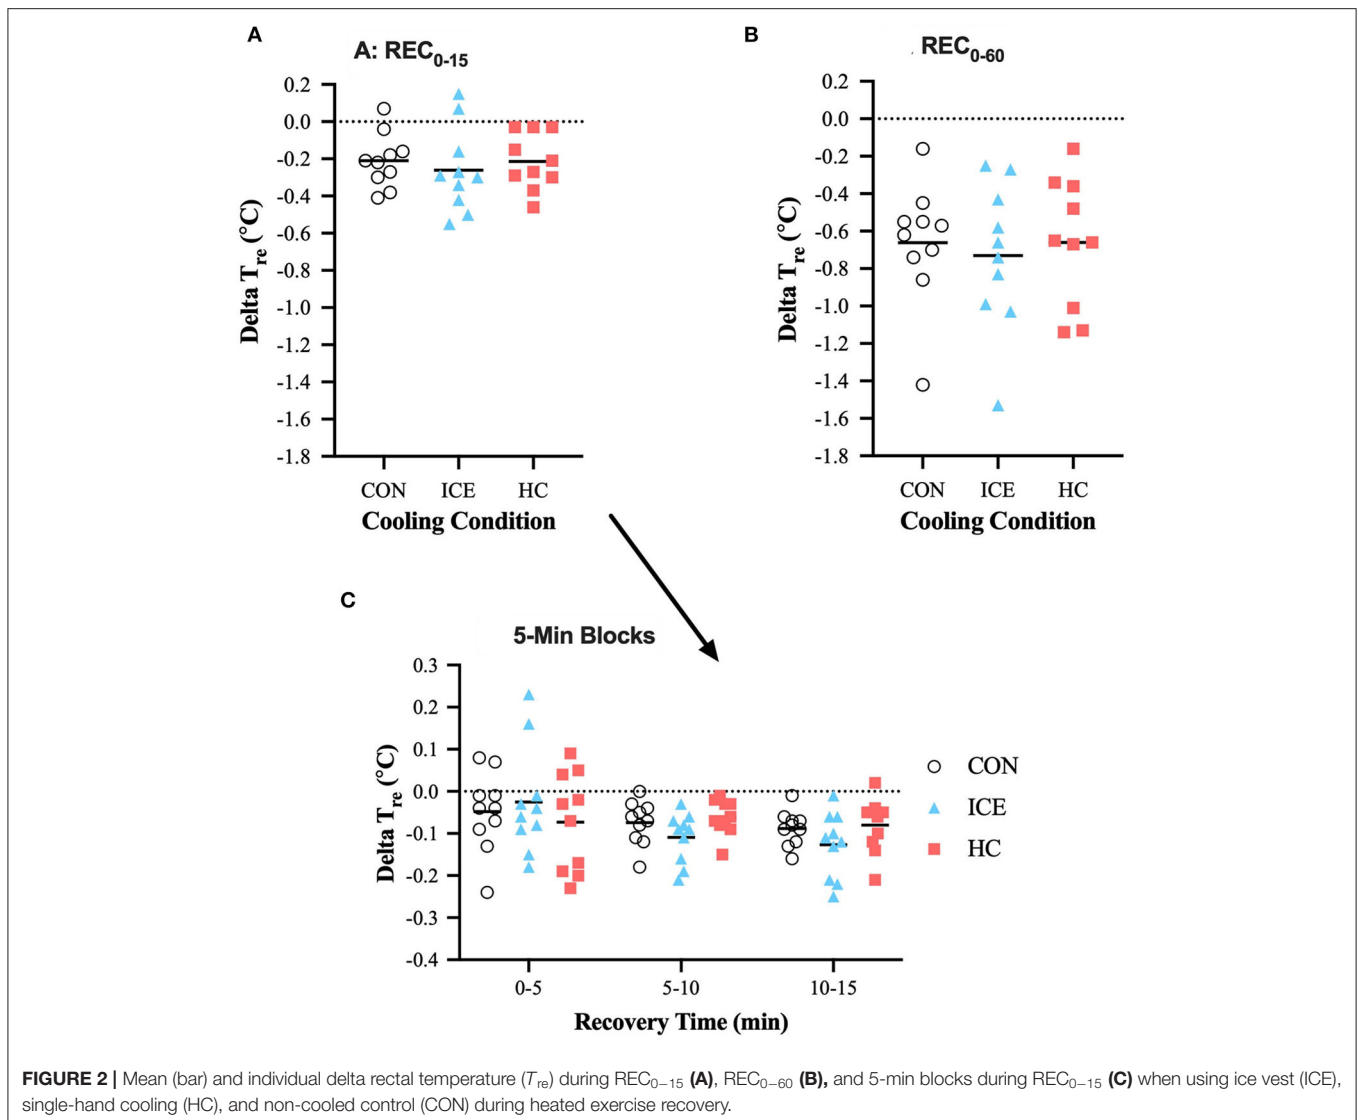 A
A: REC0-15
0.2
0.0
-0.2
-0.4
-0.6
-0.8
-1.0
-1.2
-1.4
-1.6
-1.8
Delta Tre (°C)
CON ICE HC
Cooling Condition
B
REC0-60
0.2
0.0
-0.2
-0.4
-0.6
-0.8
-1.0
-1.2
-1.4
-1.6
-1.8
Delta Tre (°C)
CON ICE HC
Cooling Condition
C
5-Min Blocks
0.3
0.2
0.1
0.0
-0.1
-0.2
-0.3
-0.4
Delta Tre (°C)
0-5 5-10 10-15
Recovery Time (min)
CON
ICE
HC
FIGURE 2 | Mean (bar) and individual delta rectal temperature (Tre) during REC0−15 (A), REC0−60 (B), and 5-min blocks during REC0−15 (C) when using ice vest (ICE),
single-hand cooling (HC), and non-cooled control (CON) during heated exercise recovery.